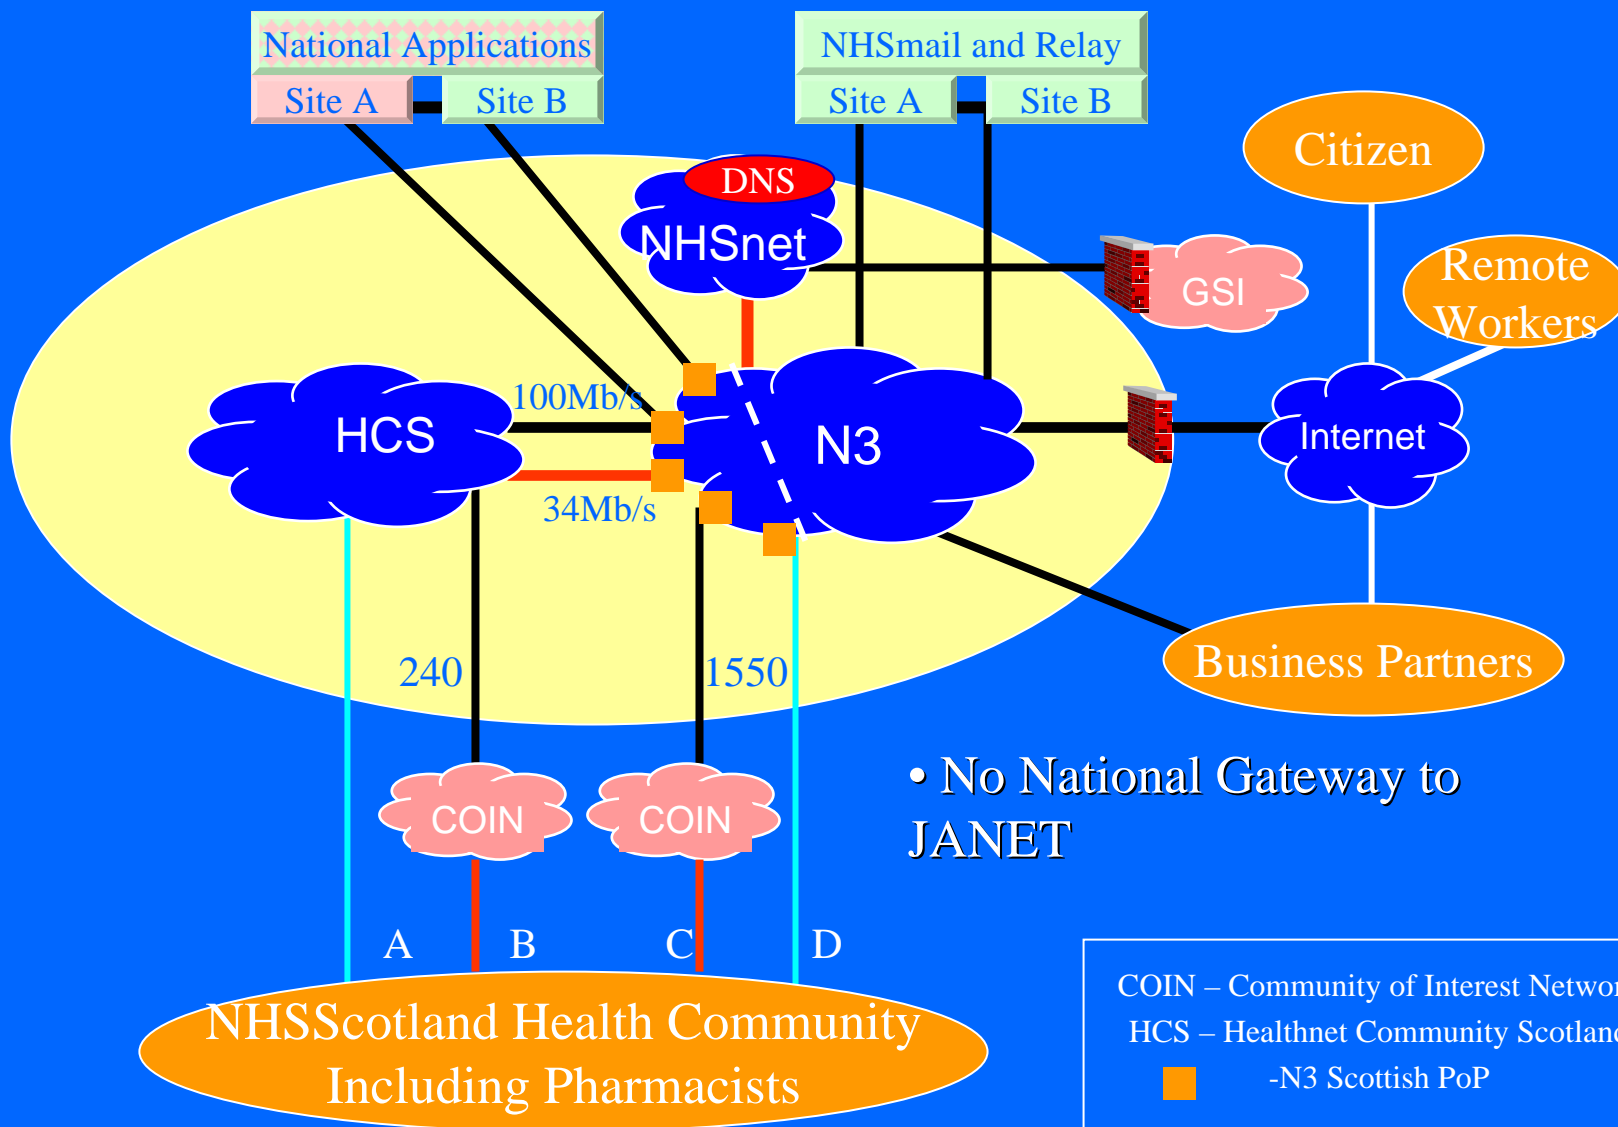 National Applications
Site A
Site B
NHSmail and Relay
Site A
Site B
Citizen
DNS
NHSnet
GSI
Remote
Workers
100Mb/s
HCS
N3
Internet
34Mb/s
240
1550
Business Partners
• No National Gateway to
JANET
COIN
COIN
A
B
C
D
NHSScotland Health Community
Including Pharmacists
COIN – Community of Interest Networ
HCS – Healthnet Community Scotland
-N3 Scottish PoP